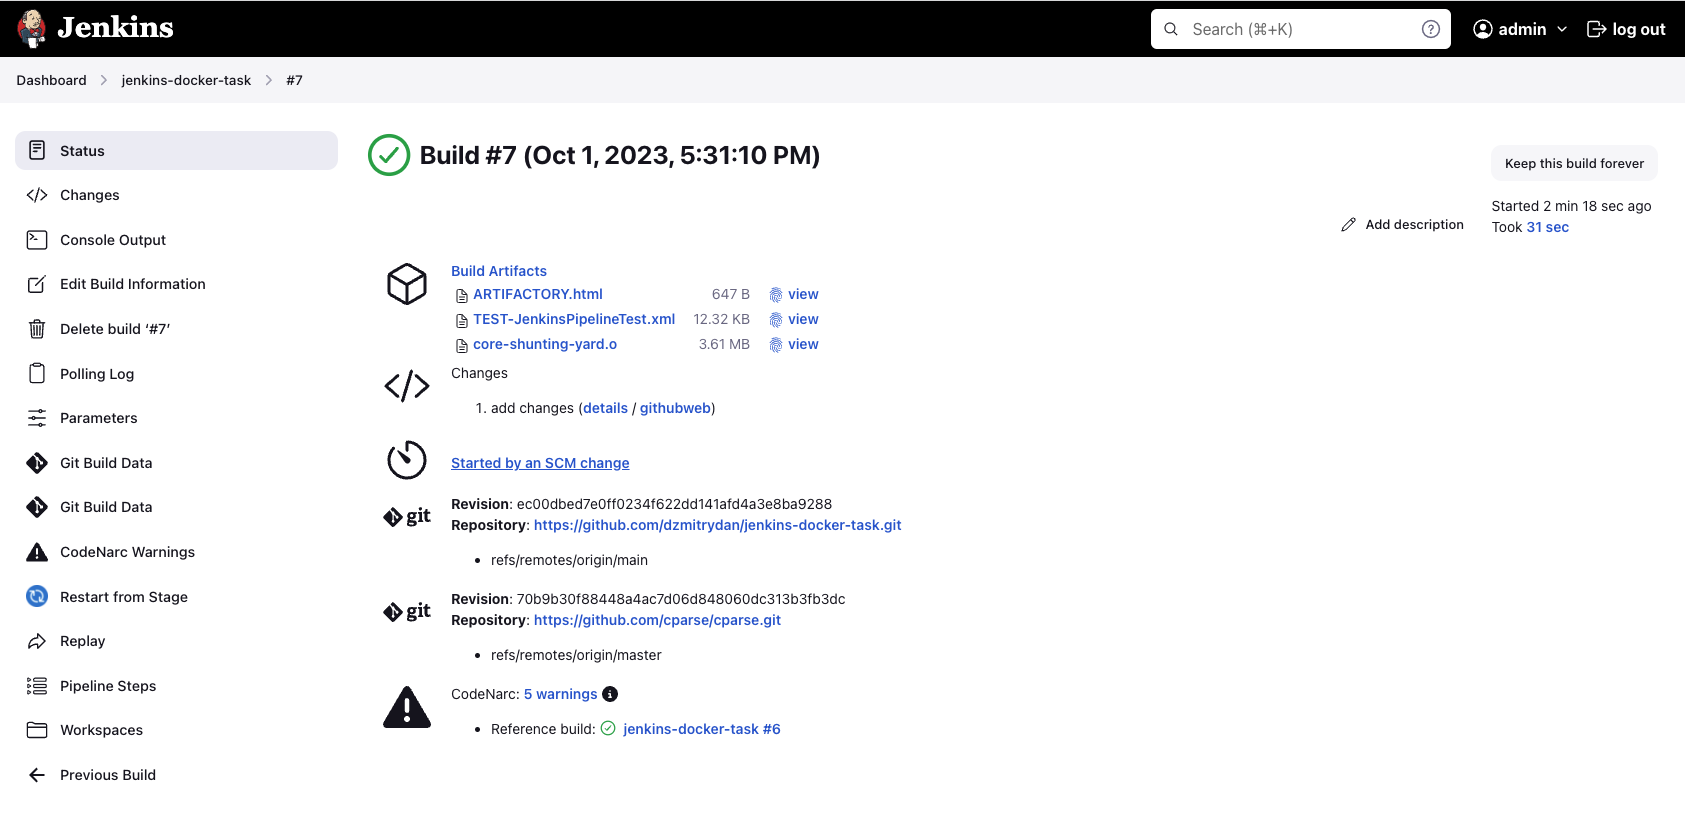 Jenkins
Search (⌘+K)
admin
log out
Dashboard
jenkins-docker-task
#7
Status
Changes
Console Output
Edit Build Information
Delete build ‘#7’
Polling Log
Parameters
Git Build Data
Git Build Data
CodeNarc Warnings
Restart from Stage
Replay
Pipeline Steps
Workspaces
Previous Build
Build #7 (Oct 1, 2023, 5:31:10 PM)
Keep this build forever
Add description
Started 2 min 18 sec ago
Took 31 sec
Build Artifacts
ARTIFACTORY.html 647 B view
TEST-JenkinsPipelineTest.xml 12.32 KB view
core-shunting-yard.o 3.61 MB view
Changes
1. add changes (details / githubweb)
Started by an SCM change
git
Revision: ec00dbed7e0ff0234f622dd141afd4a3e8ba9288
Repository: https://github.com/dzmitrydan/jenkins-docker-task.git
• refs/remotes/origin/main
git
Revision: 70b9b30f88448a4ac7d06d848060dc313b3fb3dc
Repository: https://github.com/cparse/cparse.git
• refs/remotes/origin/master
CodeNarc: 5 warnings
• Reference build: jenkins-docker-task #6